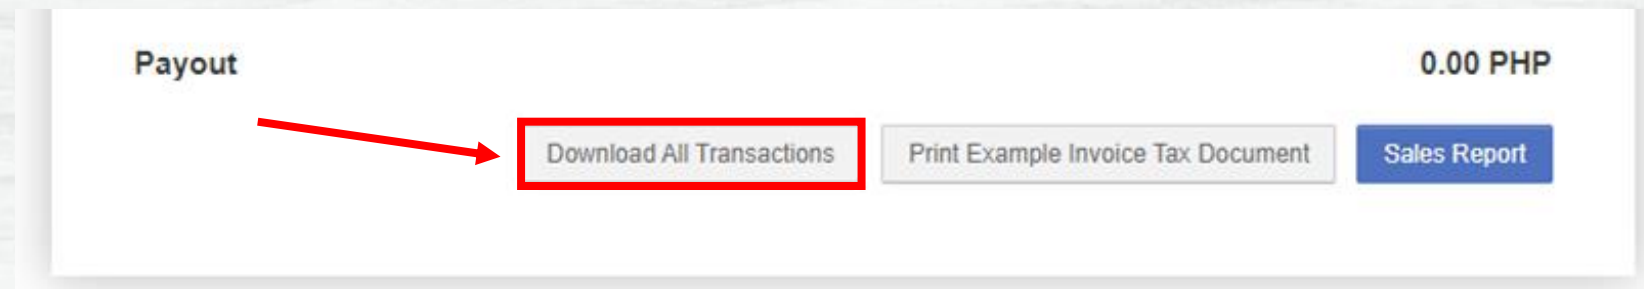 Payout 0.00 PHP
Download All Transactions Print Example Invoice Tax Document Sales Report